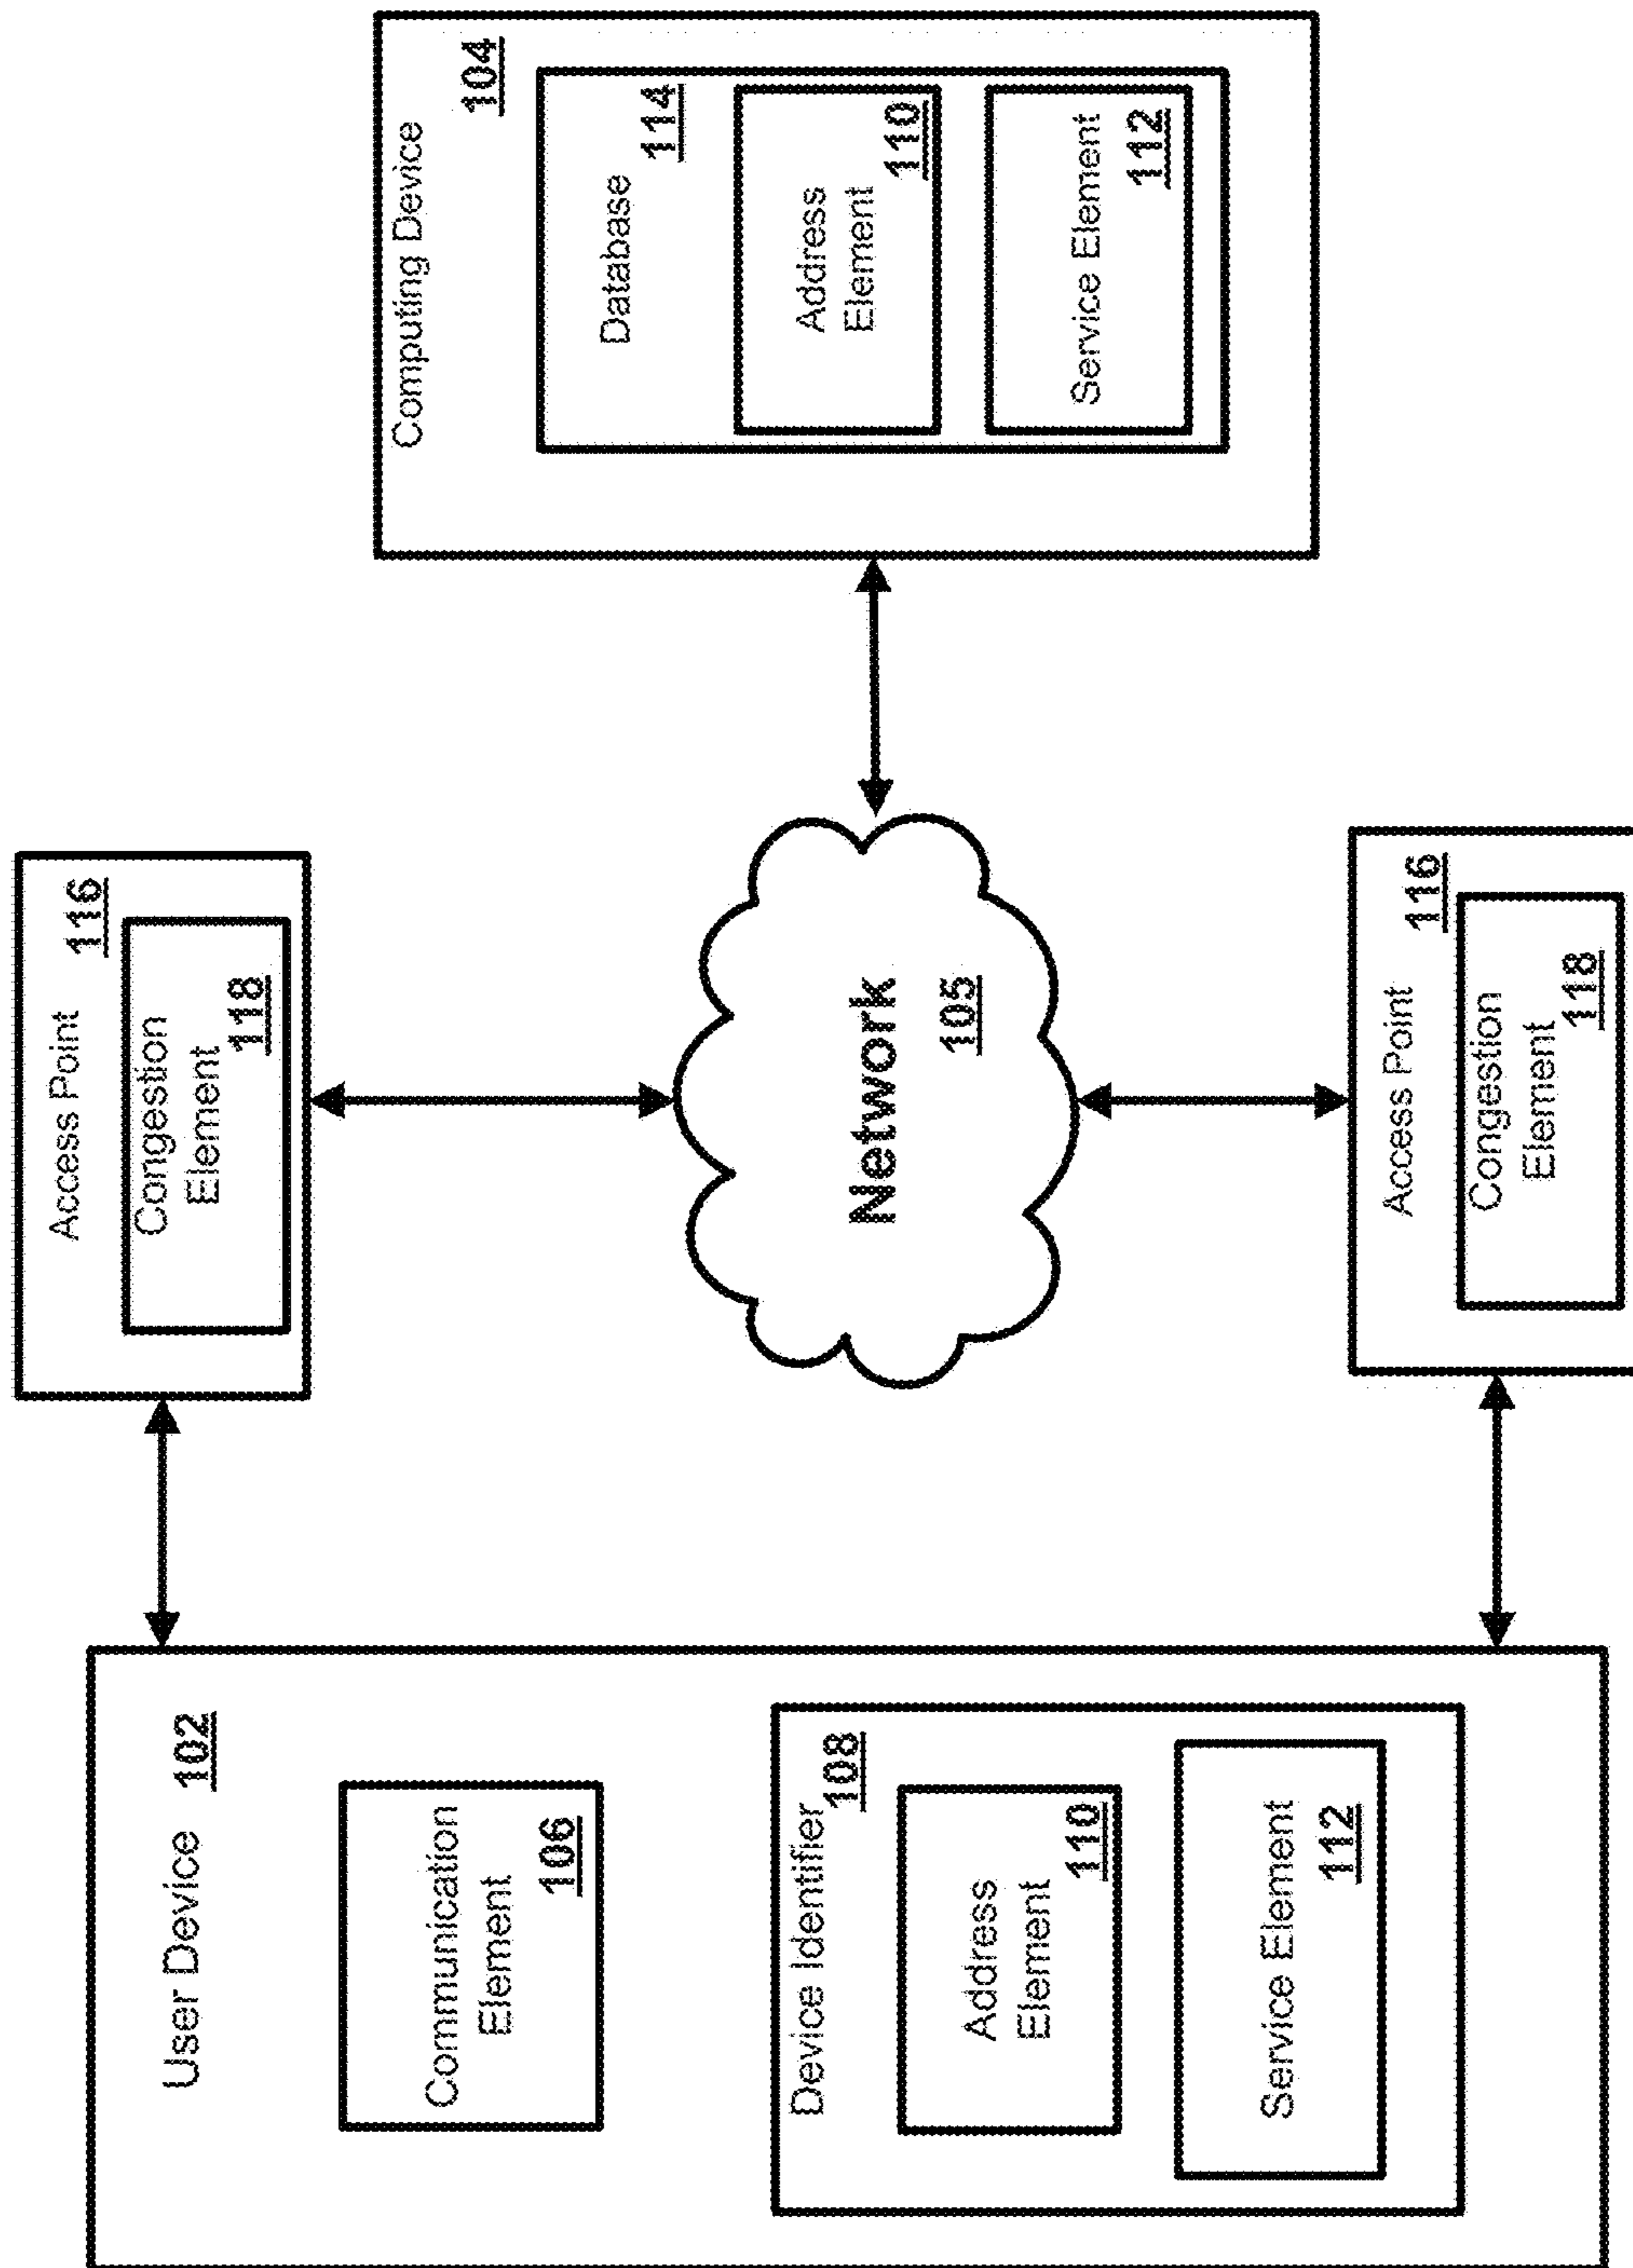 User Device 102
Communication
Element
106
Device Identifier
108
Address
Element
110
Service Element
112
Access Point
116
Congestion
Element
118
Network
105
Access Point
116
Congestion
Element
118
Computing Device
104
Database
114
Address
Element
110
Service Element
112